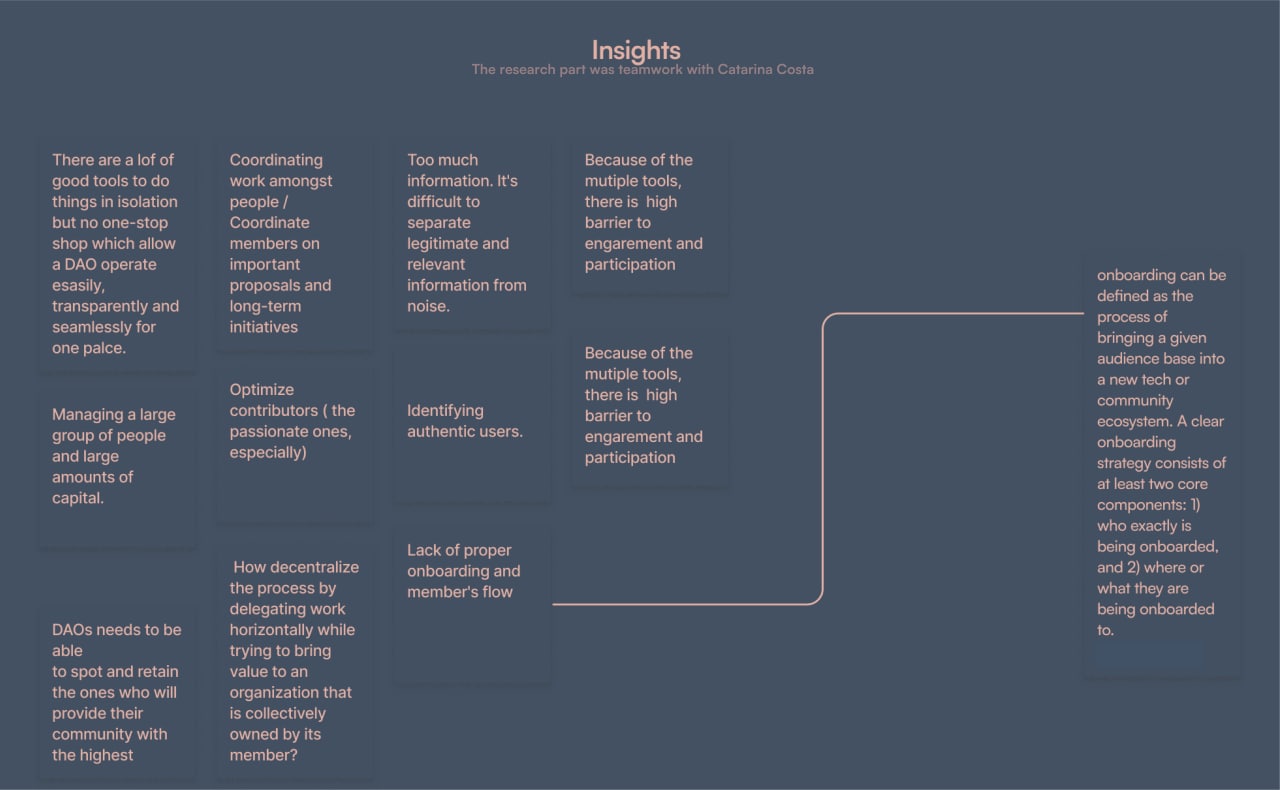 Insights
The research part was teamwork with Catarina Costa
There are a lof of
good tools to do
things in isolation
but no one-stop
shop which allow
a DAO operate
esasily,
transparently and
seamlessly for
one palce.
Managing a large
group of people
and large
amounts of
capital.
DAOs needs to be
able
to spot and retain
the ones who will
provide their
community with
the highest
Coordinating
work amongst
people /
Coordinate
members on
important
proposals and
long-term
initiatives
Optimize
contributors ( the
passionate ones,
especially)
How decentralize
the process by
delegating work
horizontally while
trying to bring
value to an
organization that
is collectively
owned by its
member?
Too much
information. It's
difficult to
separate
legitimate and
relevant
information from
noise.
Identifying
authentic users.
Lack of proper
onboarding and
member's flow
Because of the
mutiple tools,
there is  high
barrier to
engarement and
participation
Because of the
mutiple tools,
there is  high
barrier to
engarement and
participation
onboarding can be
defined as the
process of
bringing a given
audience base into
a new tech or
community
ecosystem. A clear
onboarding
strategy consists of
at least two core
components: 1)
who exactly is
being onboarded,
and 2) where or
what they are
being onboarded
to.